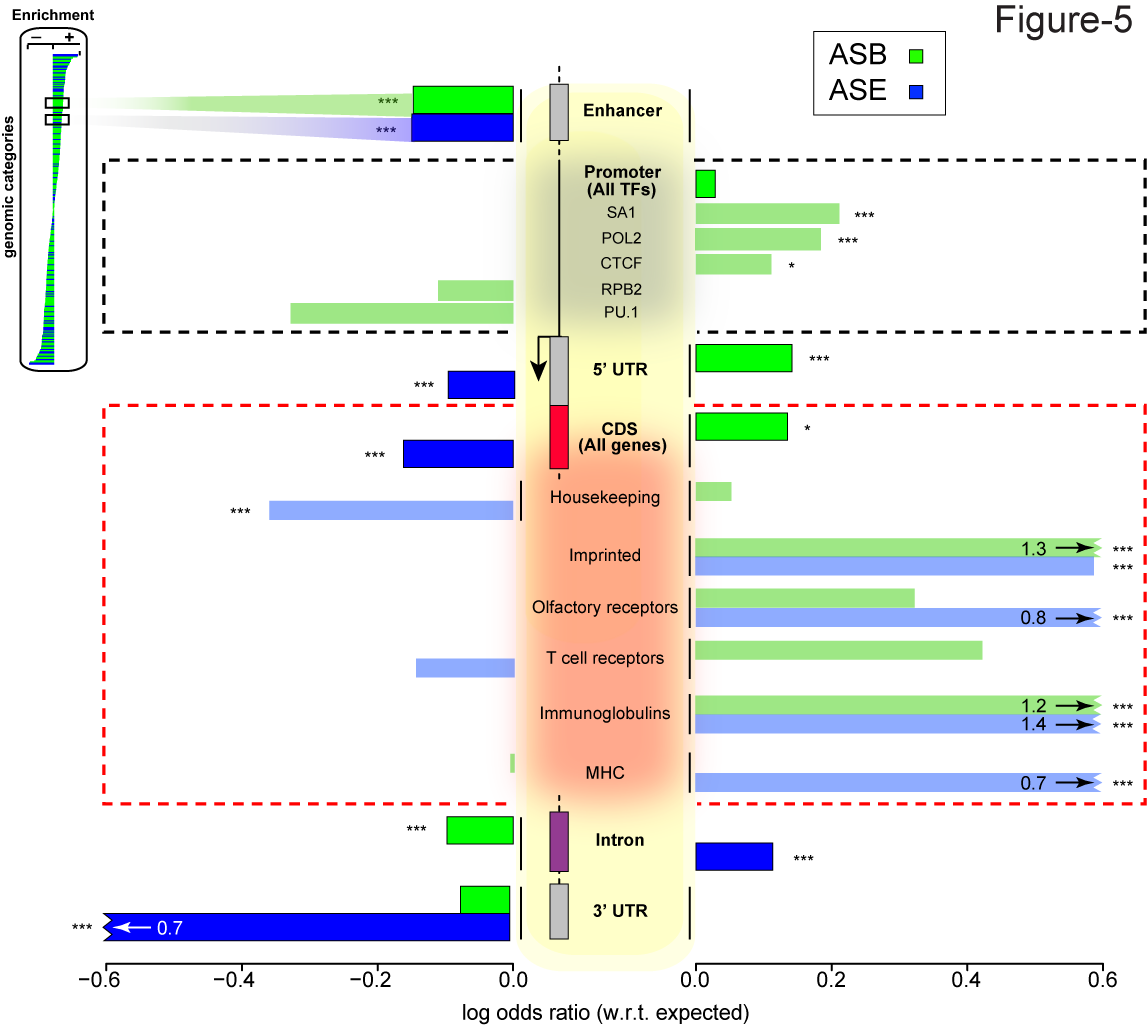 Figure-5
Enrichment
− +
genomic categories
ASB
ASE
*** Enhancer
***
Promoter
(All TFs)
SA1 ***
POL2 ***
CTCF *
RPB2
PU.1
5’ UTR ***
***
CDS
(All genes) *
***
Housekeeping
***
1.3 ***
Imprinted ***
Olfactory receptors
0.8 ***
T cell receptors
1.2 ***
Immunoglobulins
1.4 ***
MHC
0.7 ***
*** Intron
***
3’ UTR
*** 0.7
−0.6 −0.4 −0.2 0.0 0.0 0.2 0.4 0.6
log odds ratio (w.r.t. expected)